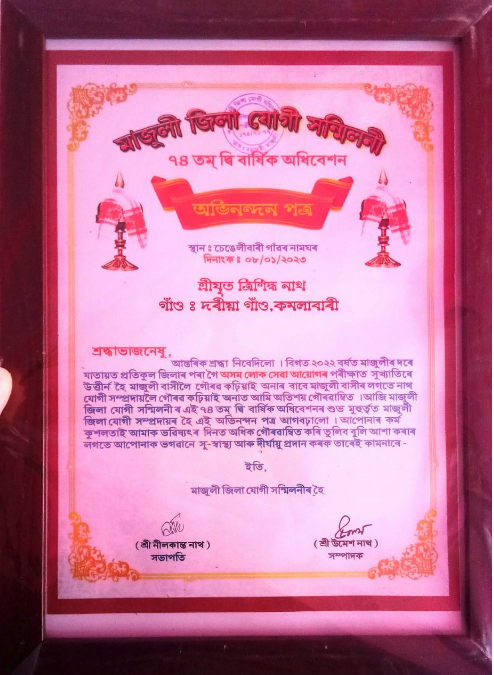 মাজুলী জিলা যোগী সন্মিলনী
৭৪ তম্ দ্বি বাৰ্ষিক অধিবেশন
অভিনন্দন পত্ৰ
স্থান ঃ চেঙেলীবাৰী গাঁৱৰ নামঘৰ
দিনাংক ঃ ০৮/০১/২০২৩
শ্ৰীযুত ত্ৰিৰ্ণিদ্ধ নাথ
গাঁও ঃ দৰীয়া গাঁও,কমলাবাৰী
শ্ৰদ্ধাভাজনেষু ,
আন্তৰিক শ্ৰদ্ধা নিবেদিলো । বিগত ২০২২ বৰ্ষত মাজুলীৰ দৰে
যাতায়ত প্ৰতিকুল জিলাৰ পৰা গৈ অসম লোক সেৱা আয়োগৰ পৰীক্ষাত সুখ্যাতিৰে
উৰ্ত্তীন হৈ মাজুলী বাসীলৈ গৌৰৱ কঢ়িয়াই অনাৰ বাবে মাজুলী বাসীৰ লগতে নাথ
যোগী সম্প্ৰদায়লৈ গৌৰৱ কঢ়িয়াই অনাত আমি অতিশয় গৌৰৱান্বিত ।আজি মাজুলী
জিলা যোগী সন্মিলনী ৰ এই ৭৪ তম্ দ্বি বাৰ্ষিক অধিবেশনৰ শুভ মুহুৰ্তৃত মাজুলী
জিলা যোগী সম্প্ৰদায়ৰ হৈ এই অভিনন্দন পত্ৰ আগবঢ়ালো । আপোনাৰ কৰ্ম
কুশলতাই আমাক ভৱিষ্যৎৰ দিনত অধিক গৌৰৱান্বিত কৰি তুলিব বুলি আশা কৰাৰ
লগতে আপোনাক ভগৱানে সূ-স্বাস্থ্য আৰু দীৰ্ঘায়ূ প্ৰদান কৰক তাৰেই কামনাৰে -
ইতি,
মাজুলী জিলা যোগী সন্মিলনীৰ হৈ
( শ্ৰী নীলকান্ত নাথ ) ( শ্ৰী উমেশ নাথ )
সভাপতি সম্পাদক